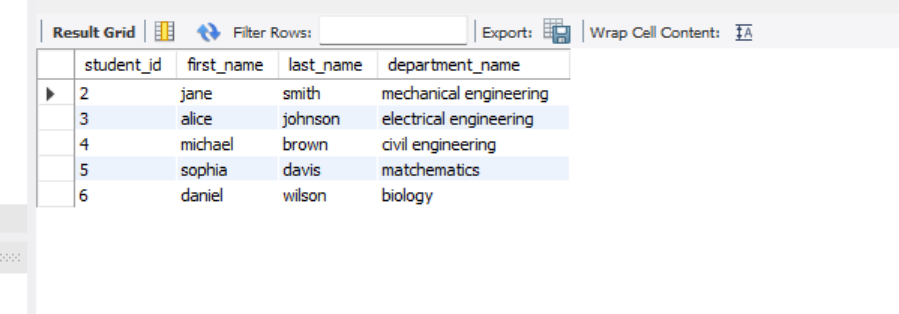 Result Grid Filter Rows: Export: Wrap Cell Content: IA
student_id first_name last_name department_name
2 jane smith mechanical engineering
3 alice johnson electrical engineering
4 michael brown civil engineering
5 sophia davis matchematics
6 daniel wilson biology